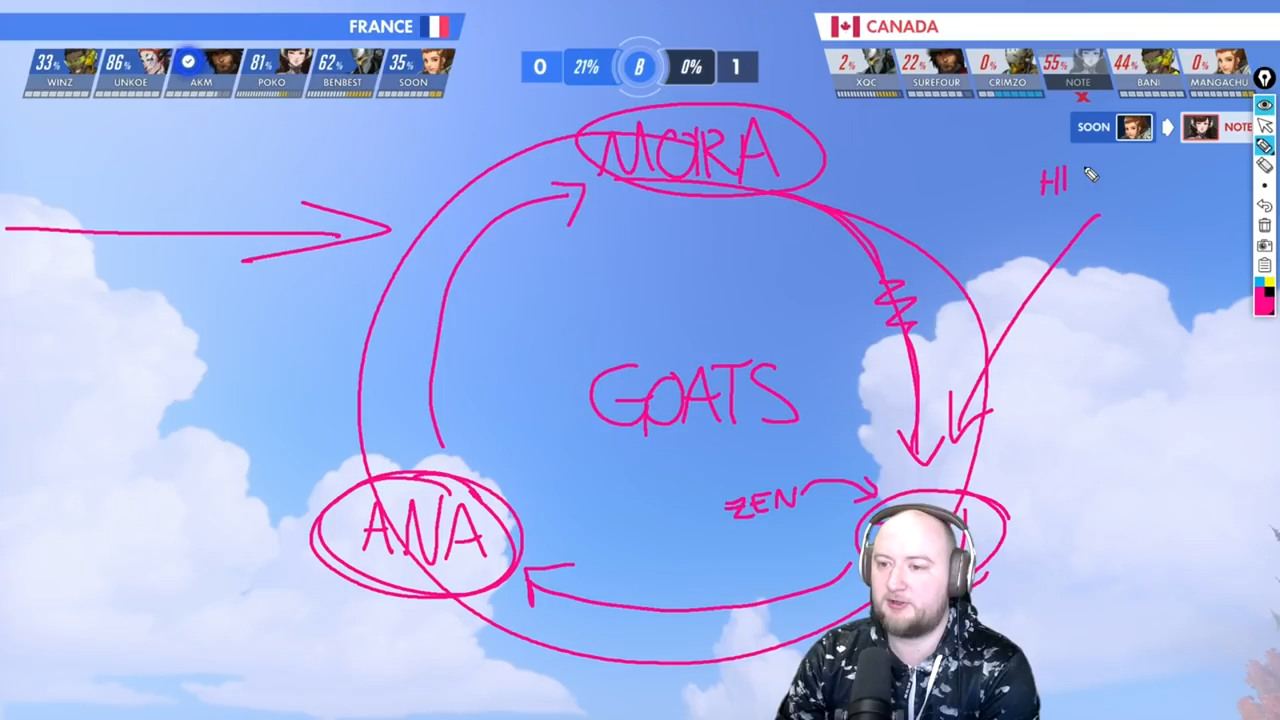 FRANCE
CANADA
33% 86% 81% 62% 35%
WINZ UNKOE AKM POKO BENBEST SOON
0 21% B 0% 1
2% 22% 0% 55% 44% 0%
XQC SUREFOUR CRIMZO NOTE BANI MANGACHU
SOON NOTE
MOIRA
HI
GOATS
ZEN
ANA